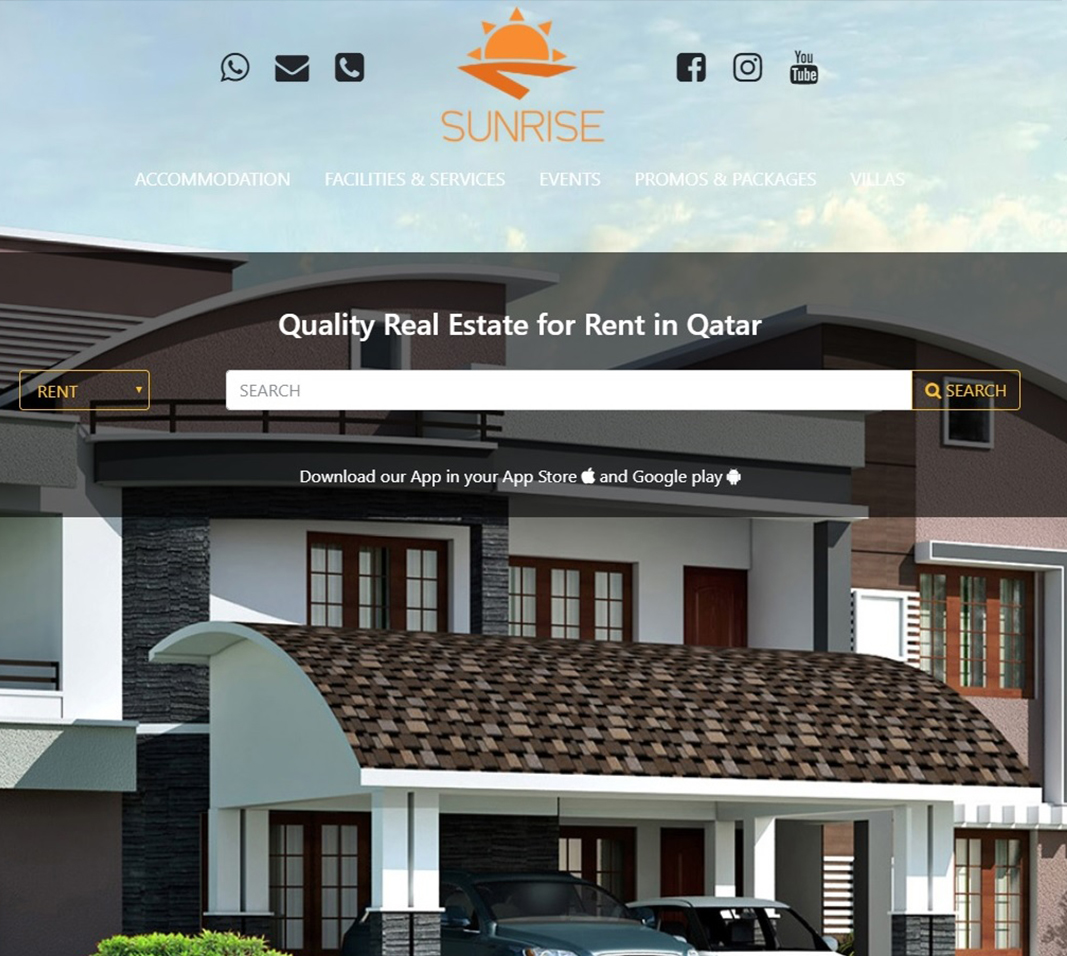 You
Tube
SUNRISE
ACCOMMODATION FACILITIES & SERVICES EVENTS PROMOS & PACKAGES VILLAS
Quality Real Estate for Rent in Qatar
RENT SEARCH SEARCH
Download our App in your App Store and Google play